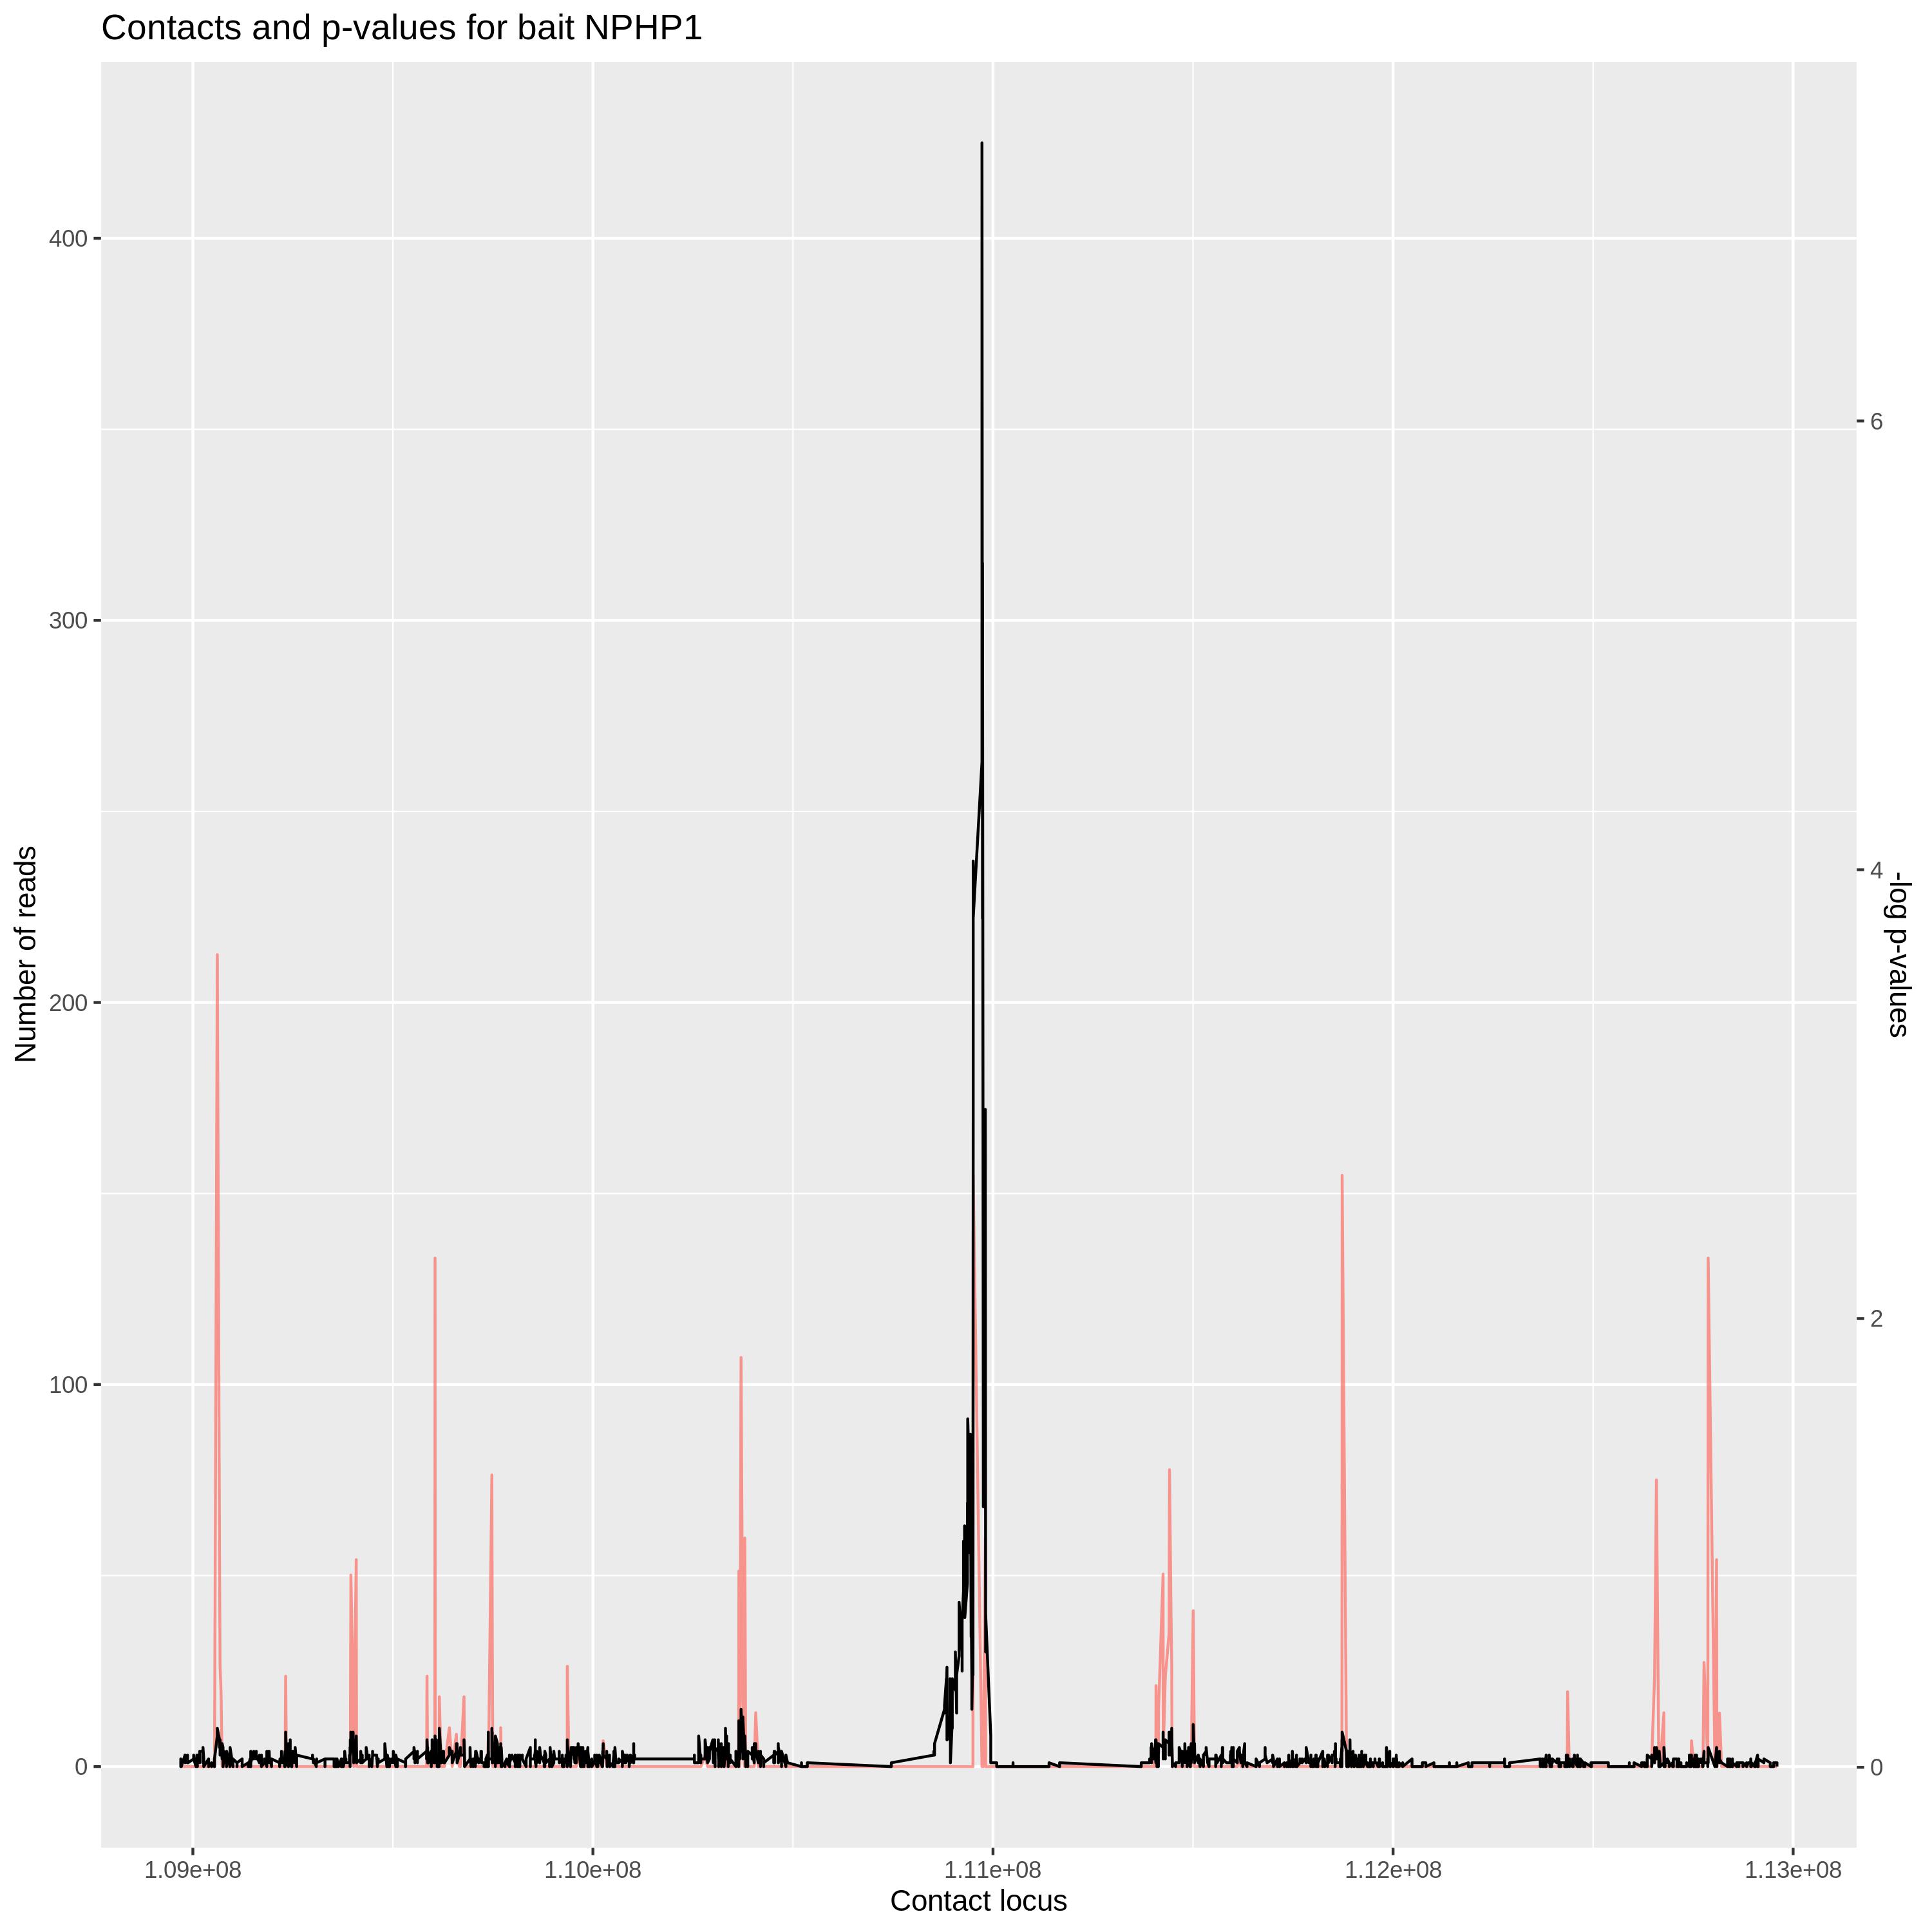 Contacts and p-values for bait NPHP1
400
300
200
100
0
Number of reads
6
4
2
0
-log p-values
1.09e+08
1.10e+08
1.11e+08
1.12e+08
1.13e+08
Contact locus